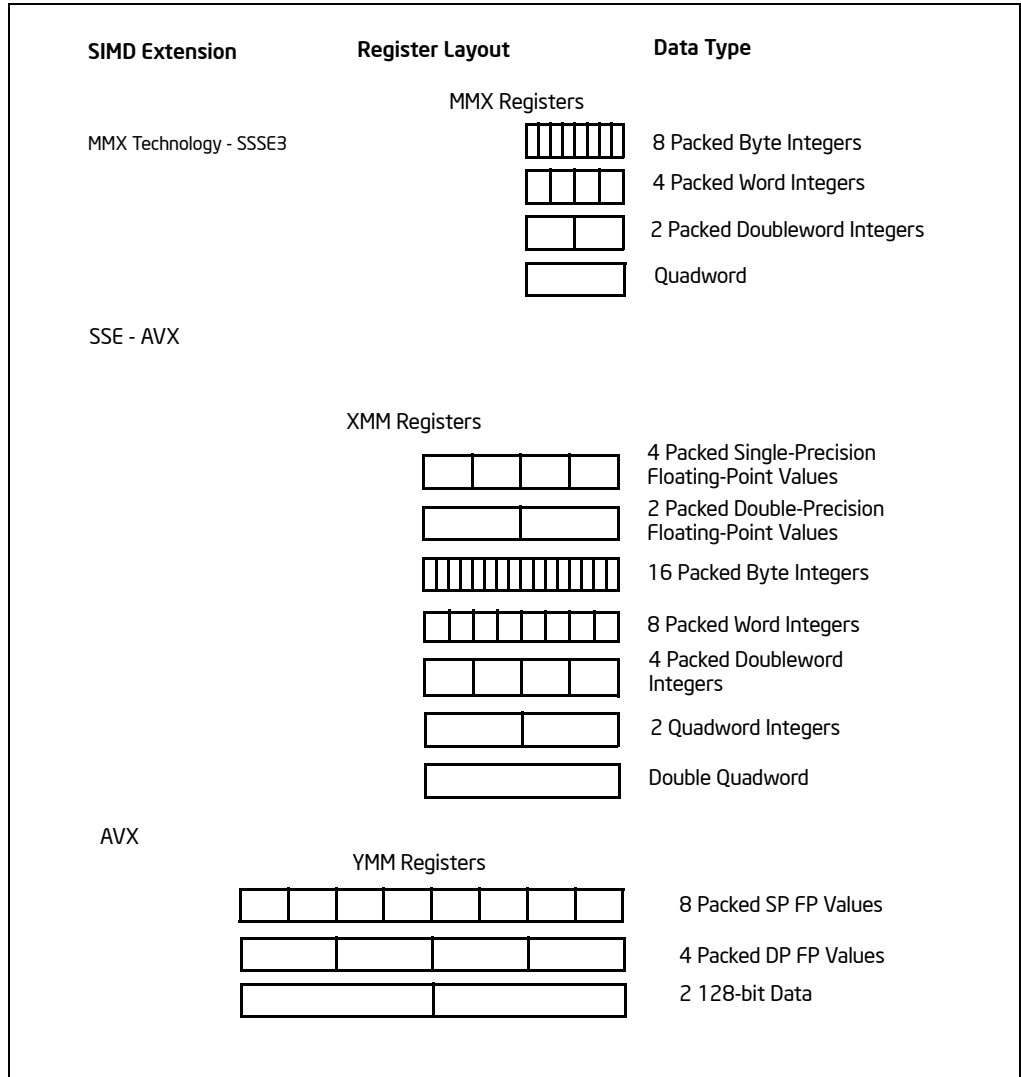 SIMD Extension Register Layout Data Type
MMX Registers
MMX Technology - SSSE3
8 Packed Byte Integers
4 Packed Word Integers
2 Packed Doubleword Integers
Quadword
SSE - AVX
XMM Registers
4 Packed Single-Precision
Floating-Point Values
2 Packed Double-Precision
Floating-Point Values
16 Packed Byte Integers
8 Packed Word Integers
4 Packed Doubleword
Integers
2 Quadword Integers
Double Quadword
AVX
YMM Registers
8 Packed SP FP Values
4 Packed DP FP Values
2 128-bit Data